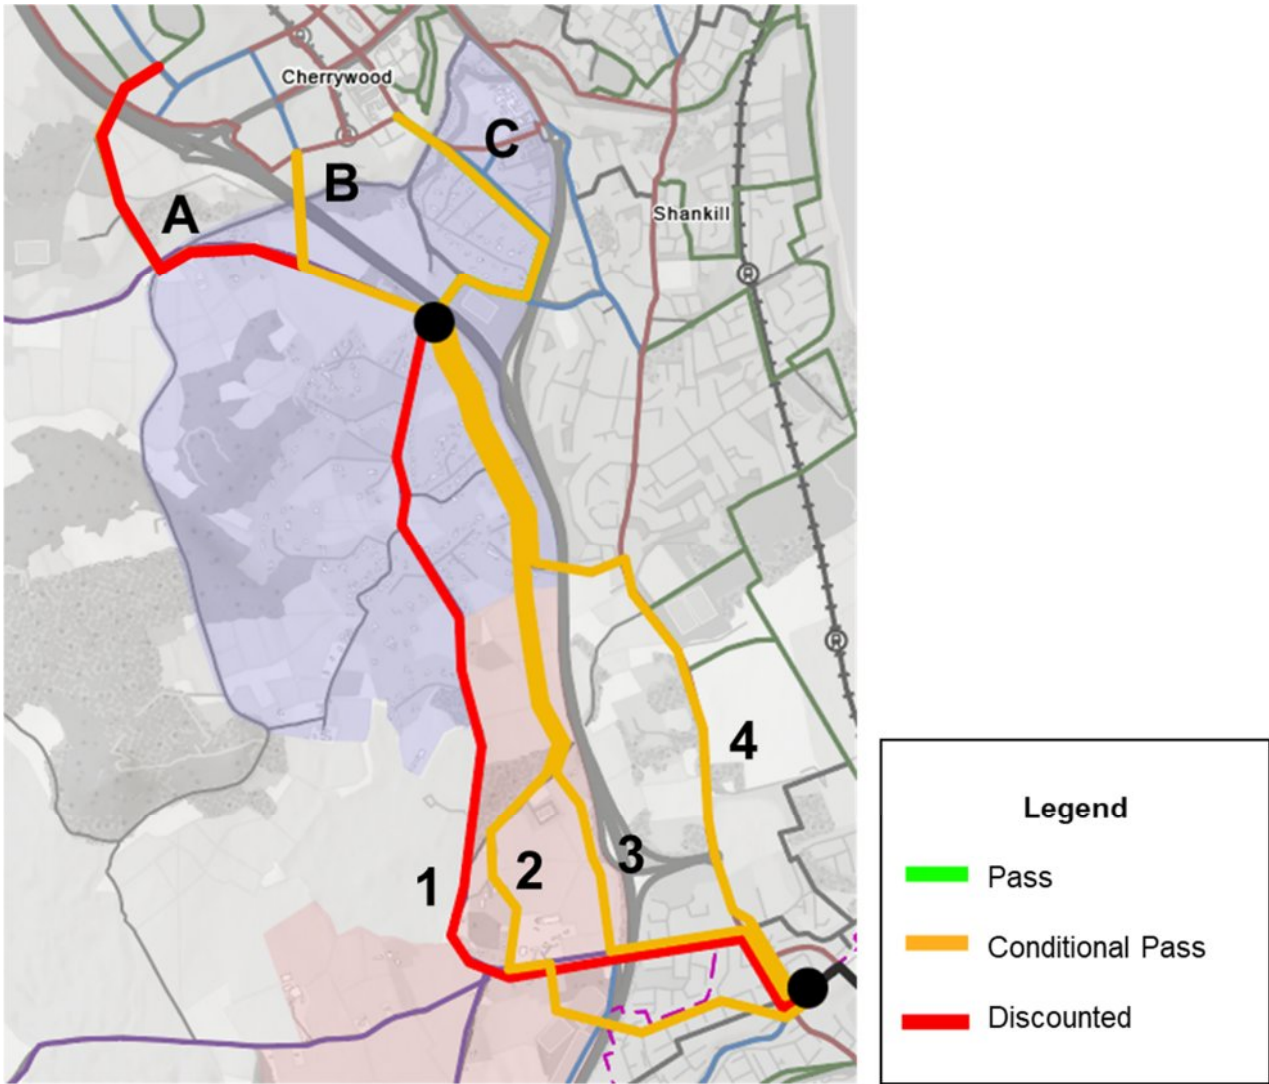 Cherrywood
C
B
A
Shankill
4
3
2
1
Legend
Pass
Conditional Pass
Discounted